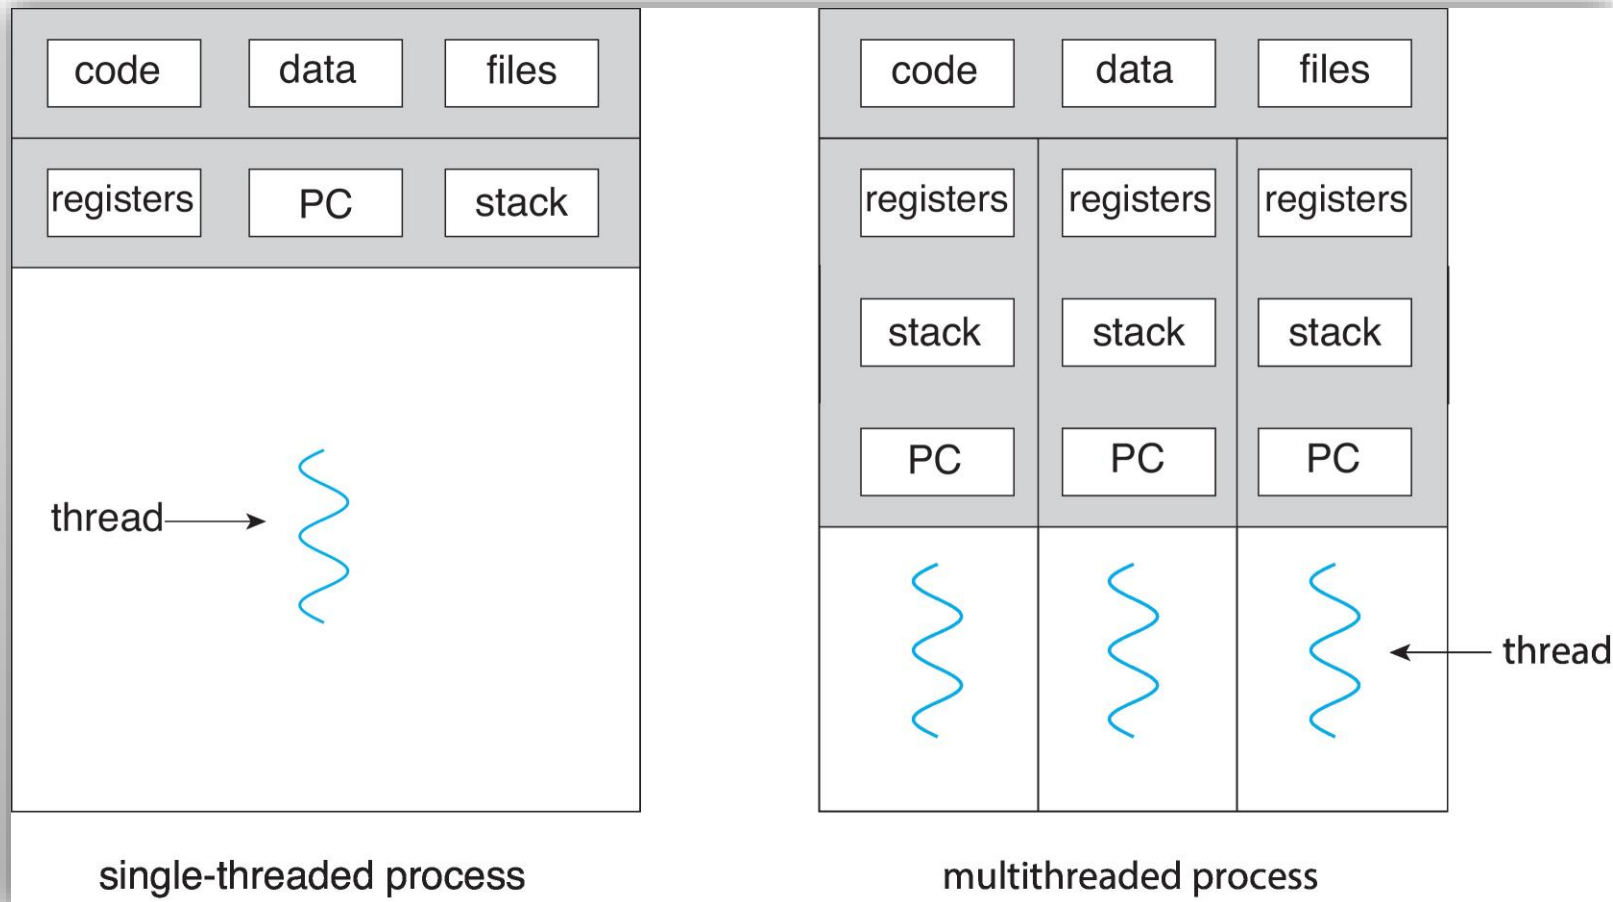 code data files
registers PC stack
thread
single-threaded process
code data files
registers registers registers
stack stack stack
PC PC PC
thread
multithreaded process